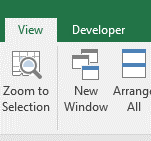 View Developer
Zoom to New Arrange
Selection Window All